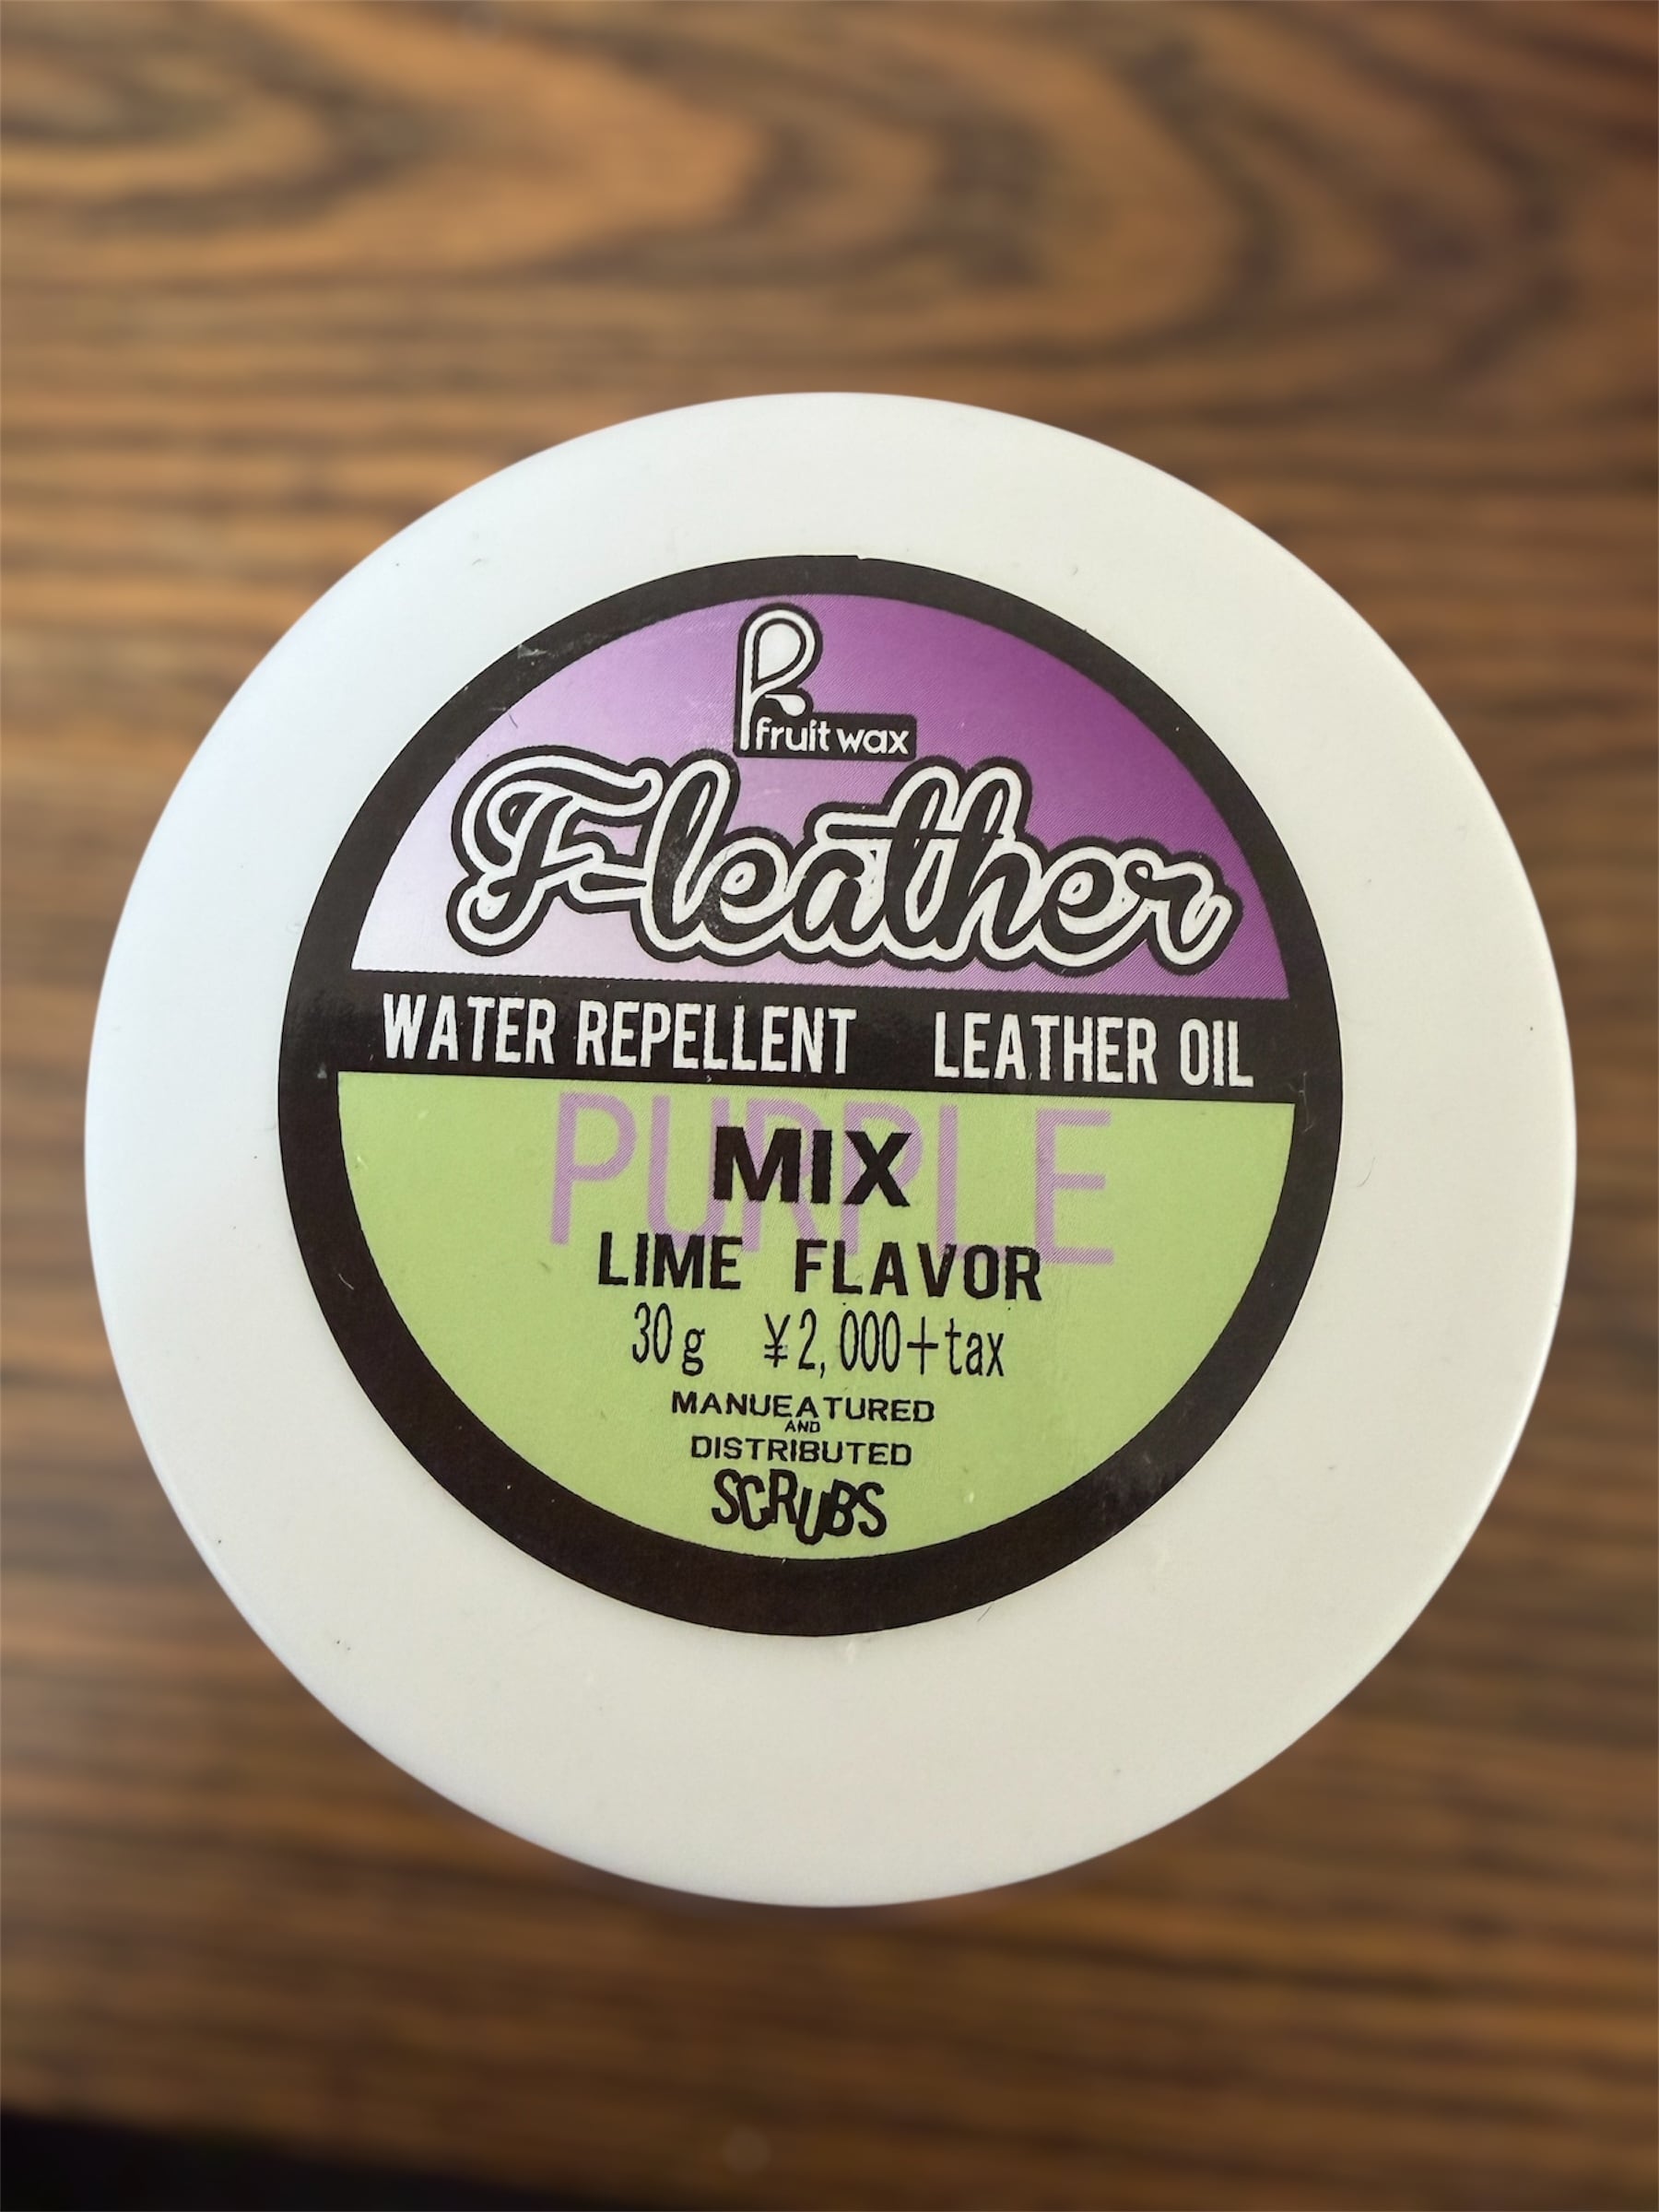 fruit wax
F-leather
WATER REPELLENT LEATHER OIL
PURPLE
MIX
LIME FLAVOR
30g ¥2,000+tax
MANUEATURED
AND
DISTRIBUTED
SCRUBS